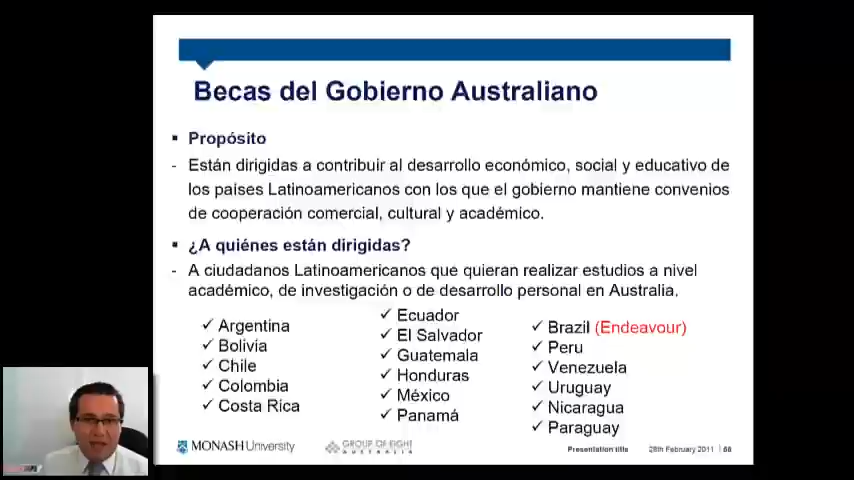 Becas del Gobierno Australiano
▪ Propósito
- Están dirigidas a contribuir al desarrollo económico, social y educativo de
los países Latinoamericanos con los que el gobierno mantiene convenios
de cooperación comercial, cultural y académico.
▪ ¿A quiénes están dirigidas?
- A ciudadanos Latinoamericanos que quieran realizar estudios a nivel
académico, de investigación o de desarrollo personal en Australia.
✓ Argentina
✓ Bolivia
✓ Chile
✓ Colombia
✓ Costa Rica
✓ Ecuador
✓ El Salvador
✓ Guatemala
✓ Honduras
✓ México
✓ Panamá
✓ Brazil (Endeavour)
✓ Peru
✓ Venezuela
✓ Uruguay
✓ Nicaragua
✓ Paraguay
MONASH University
GROUP OF EIGHT
AUSTRALIA
Presentation title
28th February 2011